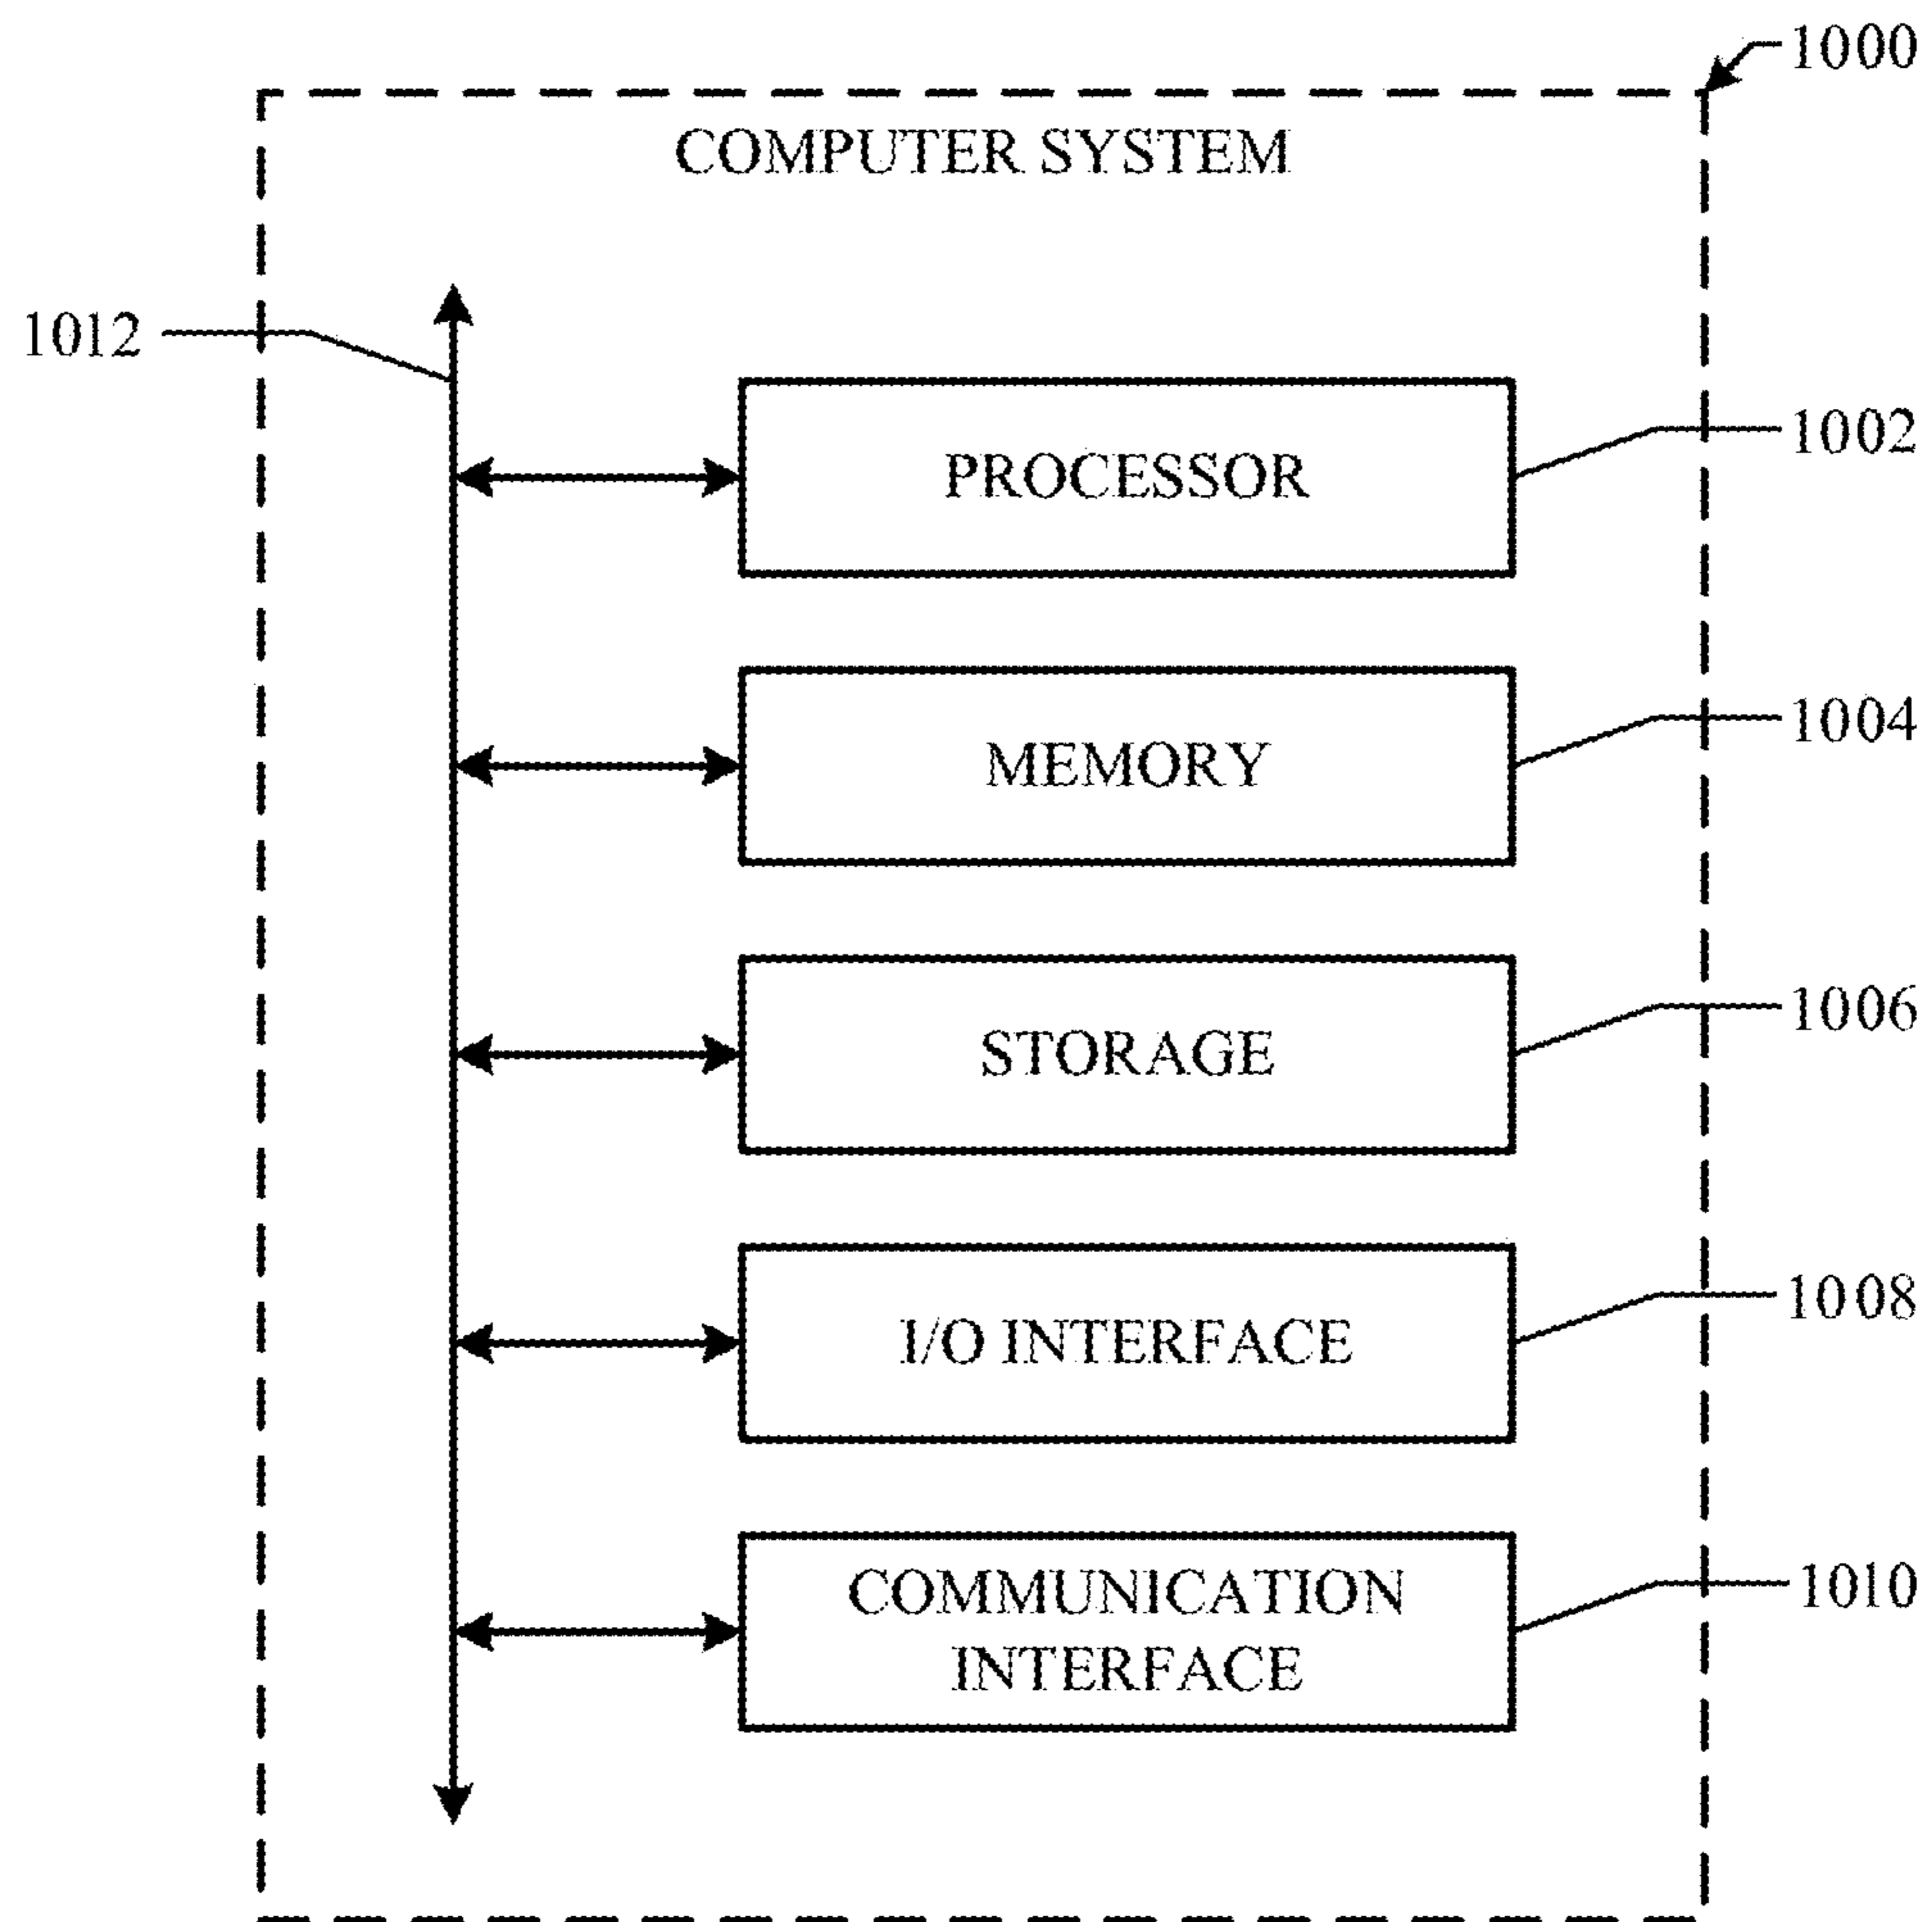 1000
COMPUTER SYSTEM
1012
PROCESSOR
1002
MEMORY
1004
STORAGE
1006
I/O INTERFACE
1008
COMMUNICATION
INTERFACE
1010